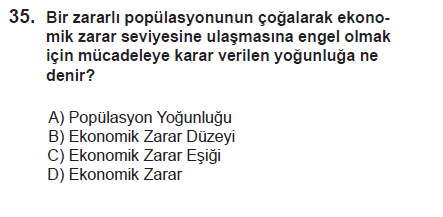 35. Bir zararlı popülasyonunun çoğalarak ekono-
mik zarar seviyesine ulaşmasına engel olmak
için mücadeleye karar verilen yoğunluğa ne
denir?
A) Popülasyon Yoğunluğu
B) Ekonomik Zarar Düzeyi
C) Ekonomik Zarar Eşiği
D) Ekonomik Zarar